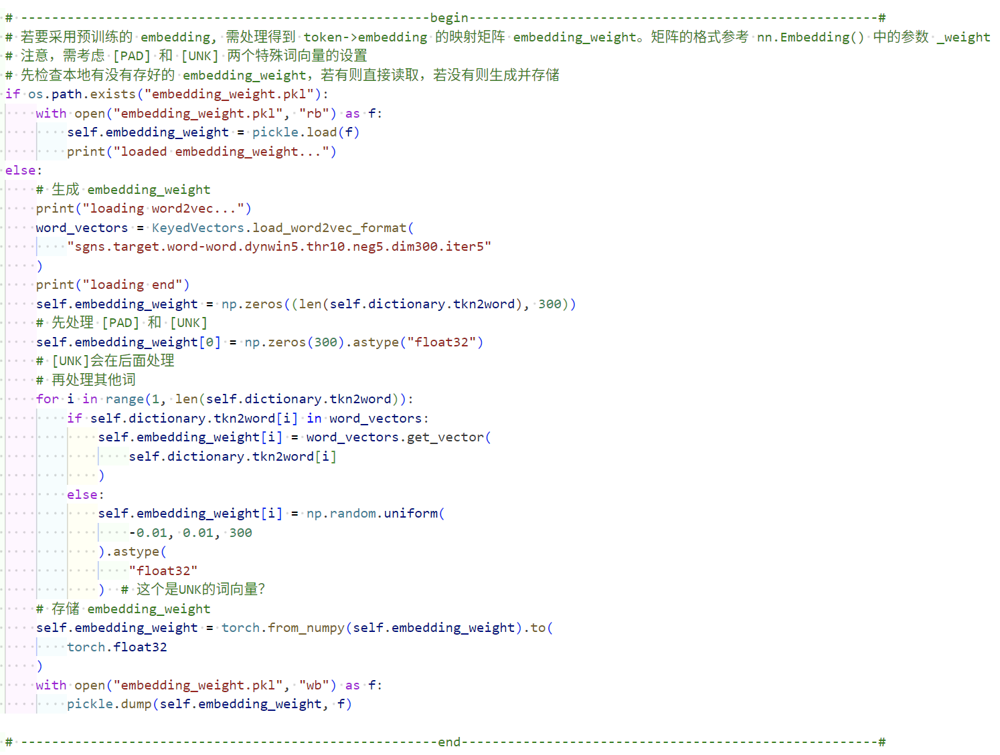 # -----------------------------------------------------begin-----------------------------------------------------#
# 若要采用预训练的 embedding, 需处理得到 token->embedding 的映射矩阵 embedding_weight。矩阵的格式参考 nn.Embedding() 中的参数 _weight
# 注意，需考虑 [PAD] 和 [UNK] 两个特殊词向量的设置
# 先检查本地有没有存好的 embedding_weight，若有则直接读取，若没有则生成并存储
if os.path.exists("embedding_weight.pkl"):
    with open("embedding_weight.pkl", "rb") as f:
        self.embedding_weight = pickle.load(f)
        print("loaded embedding_weight...")
else:
    # 生成 embedding_weight
    print("loading word2vec...")
    word_vectors = KeyedVectors.load_word2vec_format(
        "sgns.target.word-word.dynwin5.thr10.neg5.dim300.iter5"
    )
    print("loading end")
    self.embedding_weight = np.zeros((len(self.dictionary.tkn2word), 300))
    # 先处理 [PAD] 和 [UNK]
    self.embedding_weight[0] = np.zeros(300).astype("float32")
    # [UNK]会在后面处理
    # 再处理其他词
    for i in range(1, len(self.dictionary.tkn2word)):
        if self.dictionary.tkn2word[i] in word_vectors:
            self.embedding_weight[i] = word_vectors.get_vector(
                self.dictionary.tkn2word[i]
            )
        else:
            self.embedding_weight[i] = np.random.uniform(
                -0.01, 0.01, 300
            ).astype(
                "float32"
            )  # 这个是UNK的词向量？
    # 存储 embedding_weight
    self.embedding_weight = torch.from_numpy(self.embedding_weight).to(
        torch.float32
    )
    with open("embedding_weight.pkl", "wb") as f:
        pickle.dump(self.embedding_weight, f)
# ------------------------------------------------------end------------------------------------------------------#